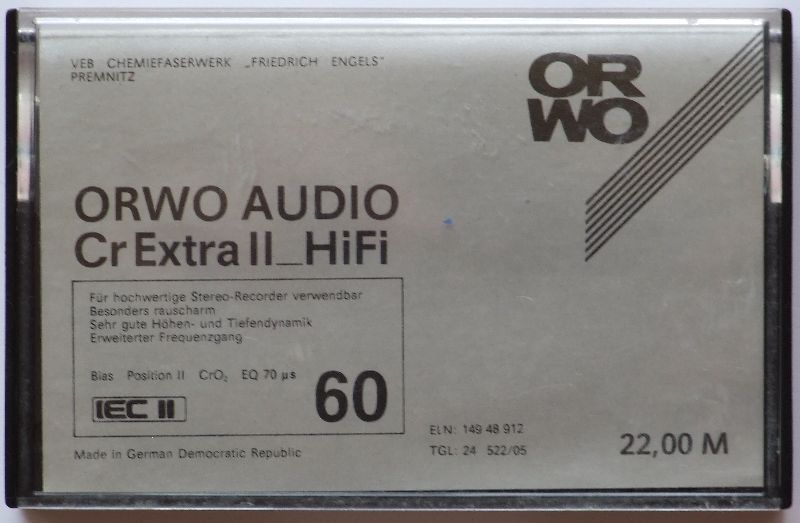 VEB CHEMIEFASERWERK „FRIEDRICH ENGELS"
PREMNITZ
OR
WO
ORWO AUDIO
Cr Extra II_HiFi
Für hochwertige Stereo-Recorder verwendbar
Besonders rauscharm
Sehr gute Höhen- und Tiefendynamik
Erweiterter Frequenzgang
Bias Position II CrO₂ EQ 70 µs
IEC II
60
Made in German Democratic Republic
ELN: 149 48 912
TGL: 24 522/05
22,00 M